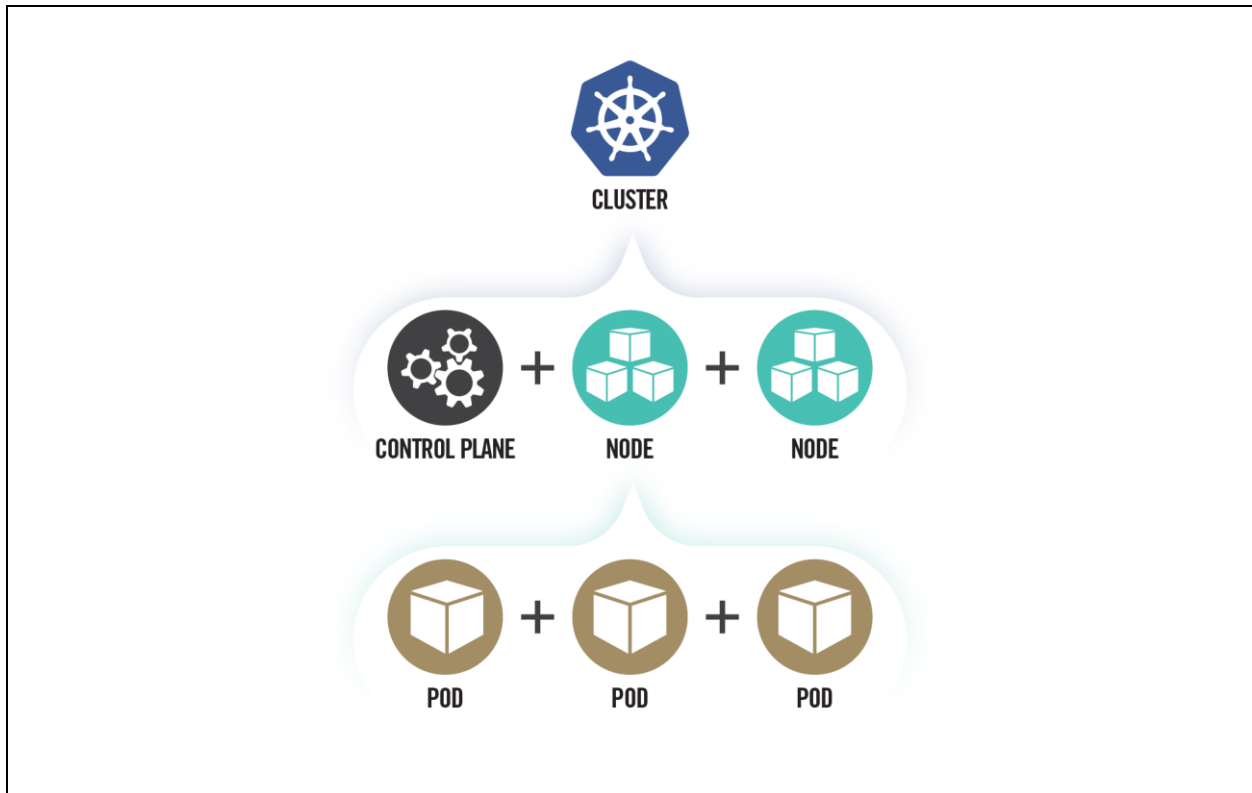 CLUSTER
CONTROL PLANE + NODE + NODE
POD + POD + POD